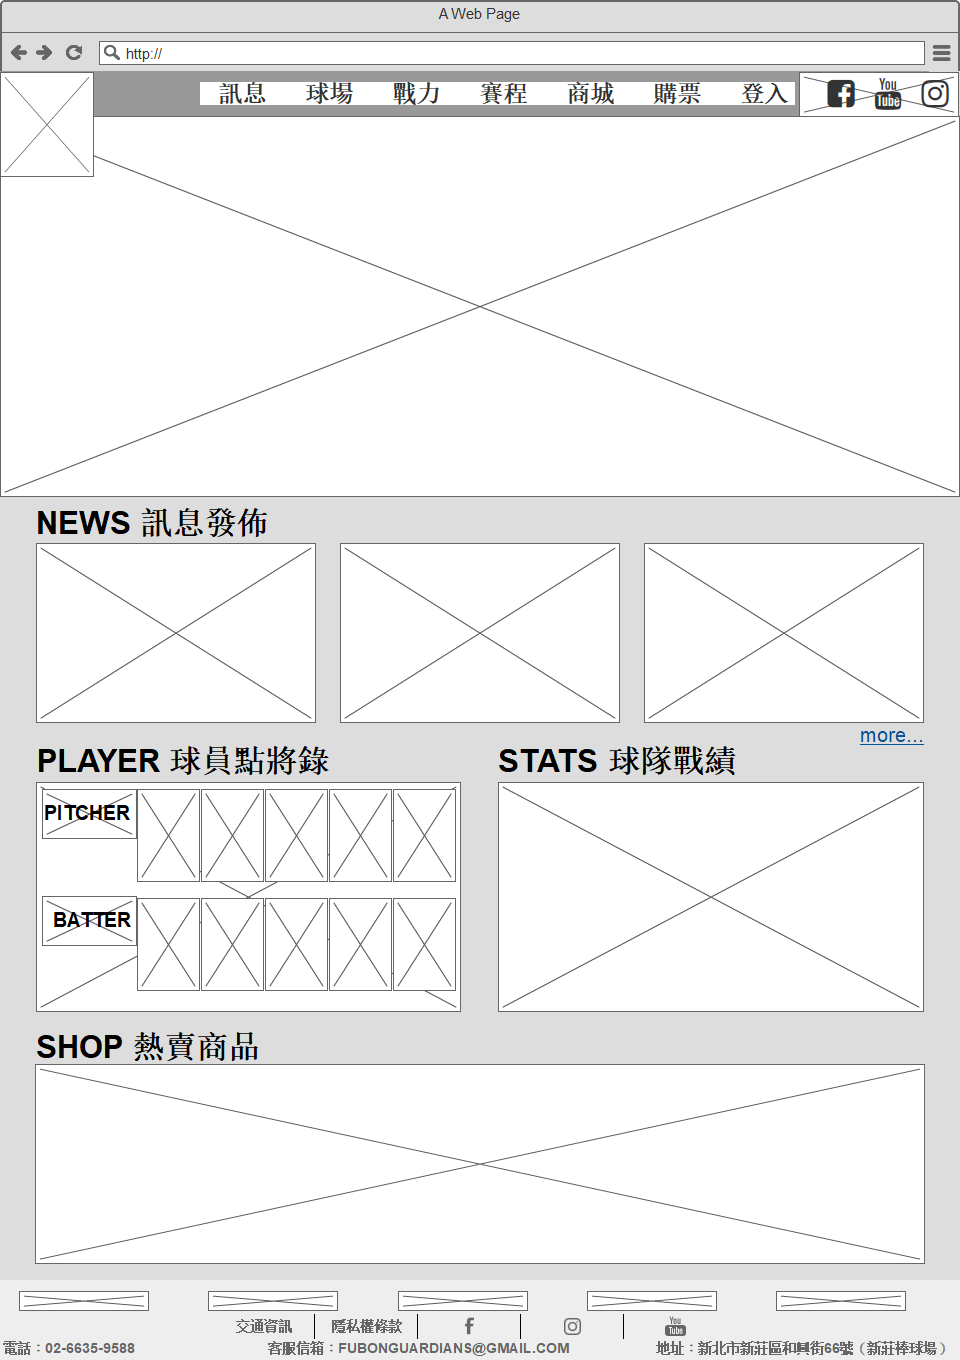 A Web Page
http://
訊息 球場 戰力 賽程 商城 購票 登入
You
Tube
NEWS 訊息發佈
more...
PLAYER 球員點將錄
STATS 球隊戰績
PITCHER
BATTER
SHOP 熱賣商品
交通資訊 隱私權條款
You
Tube
電話：02-6635-9588 客服信箱：FUBONGUARDIANS@GMAIL.COM 地址：新北市新莊區和興街66號（新莊棒球場）